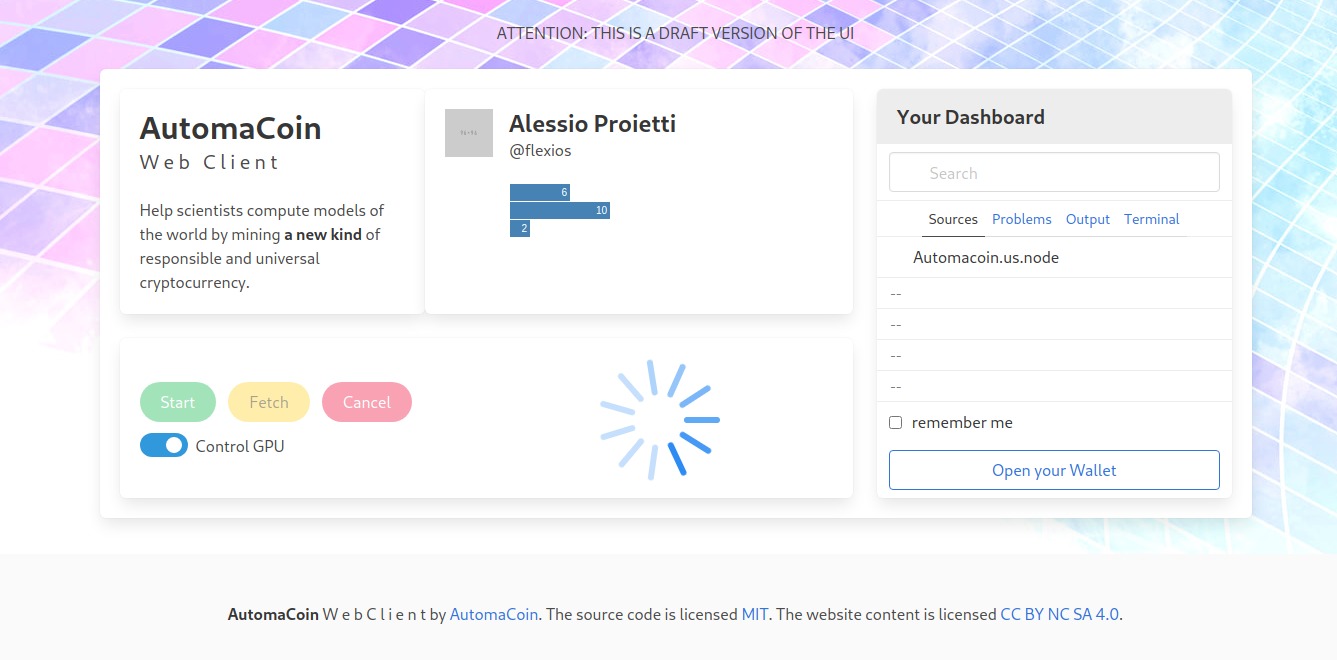 ATTENTION: THIS IS A DRAFT VERSION OF THE UI
AutomaCoin
Web Client
Help scientists compute models of
the world by mining a new kind of
responsible and universal
cryptocurrency.
Alessio Proietti
@flexios
6
10
2
Start
Fetch
Cancel
Control GPU
Your Dashboard
Search
Sources Problems Output Terminal
Automacoin.us.node
--
--
--
--
remember me
Open your Wallet
AutomaCoin W e b C l i e n t by AutomaCoin. The source code is licensed MIT. The website content is licensed CC BY NC SA 4.0.